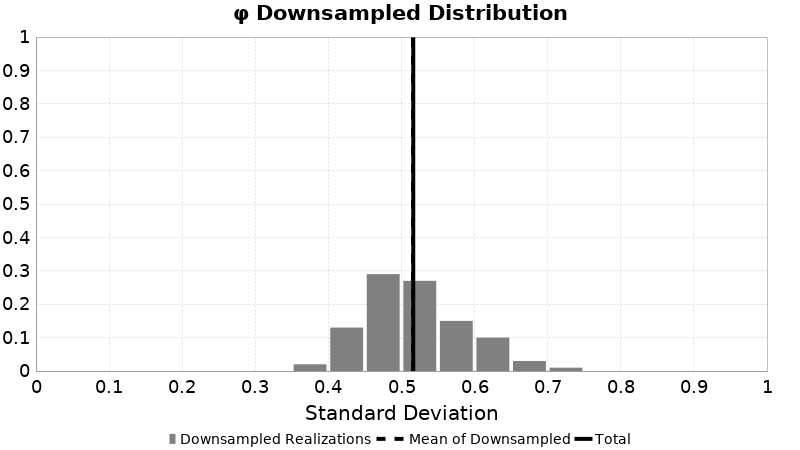 φ Downsampled Distribution
1
0.9
0.8
0.7
0.6
0.5
0.4
0.3
0.2
0.1
0
0 0.1 0.2 0.3 0.4 0.5 0.6 0.7 0.8 0.9 1
Standard Deviation
Downsampled Realizations Mean of Downsampled Total